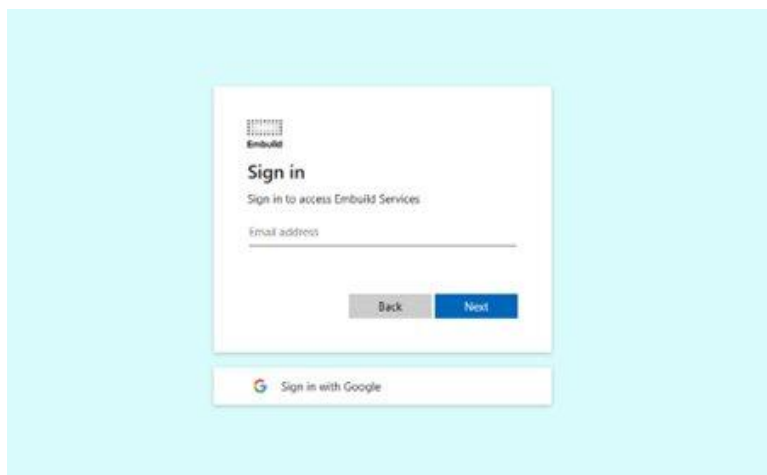 Embuild
Sign in
Sign in to access Embuild Services
Email address
Back Next
Sign in with Google